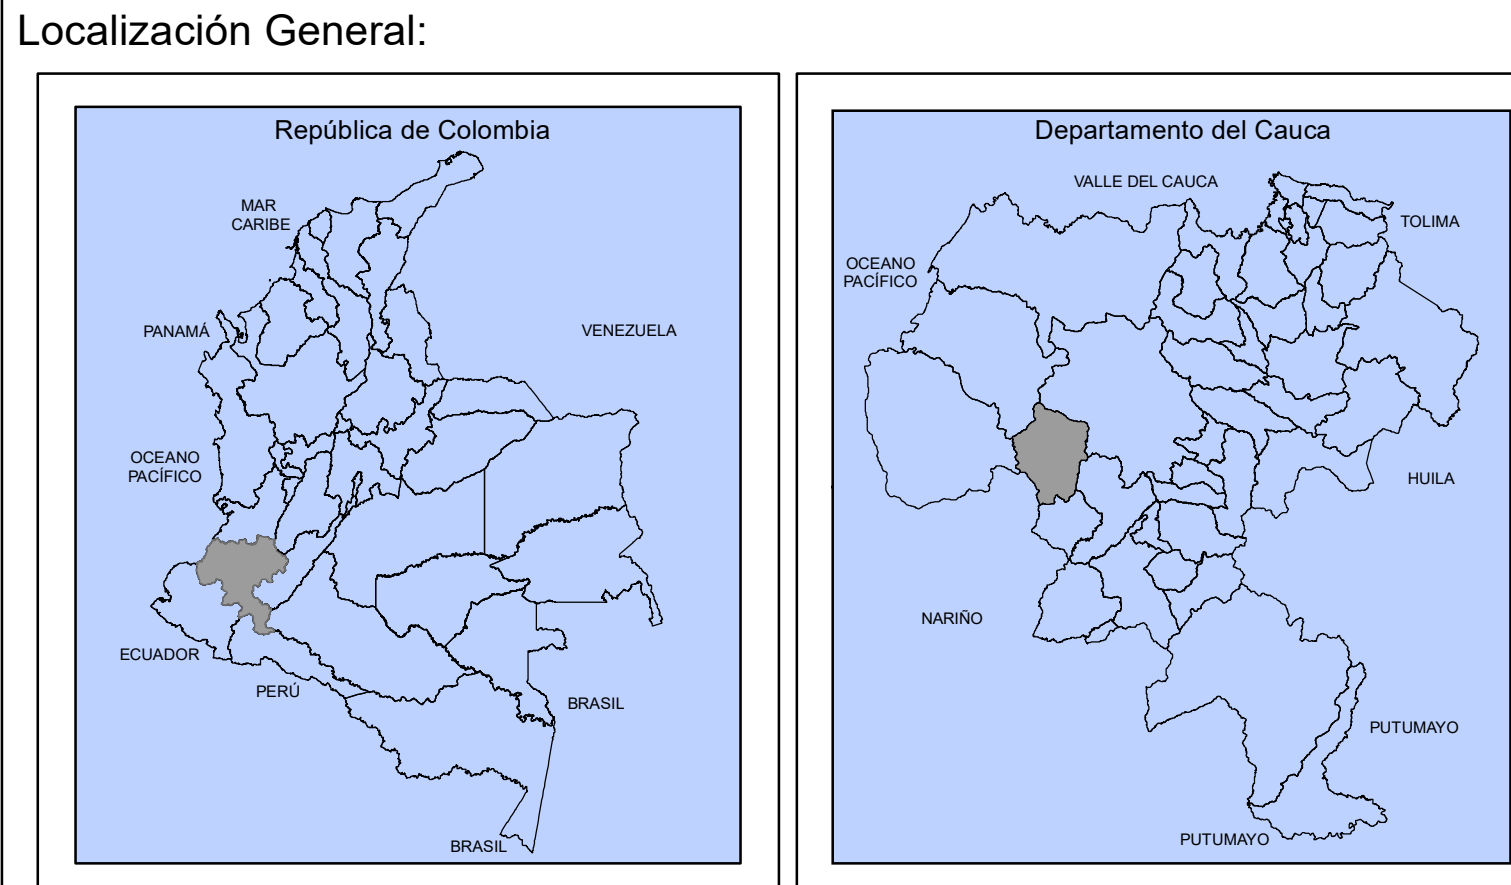 Localización General:
República de Colombia
MAR
CARIBE
PANAMÁ
VENEZUELA
OCEANO
PACÍFICO
ECUADOR
PERÚ
BRASIL
BRASIL
Departamento del Cauca
VALLE DEL CAUCA
TOLIMA
OCEANO
PACÍFICO
HUILA
NARIÑO
PUTUMAYO
PUTUMAYO